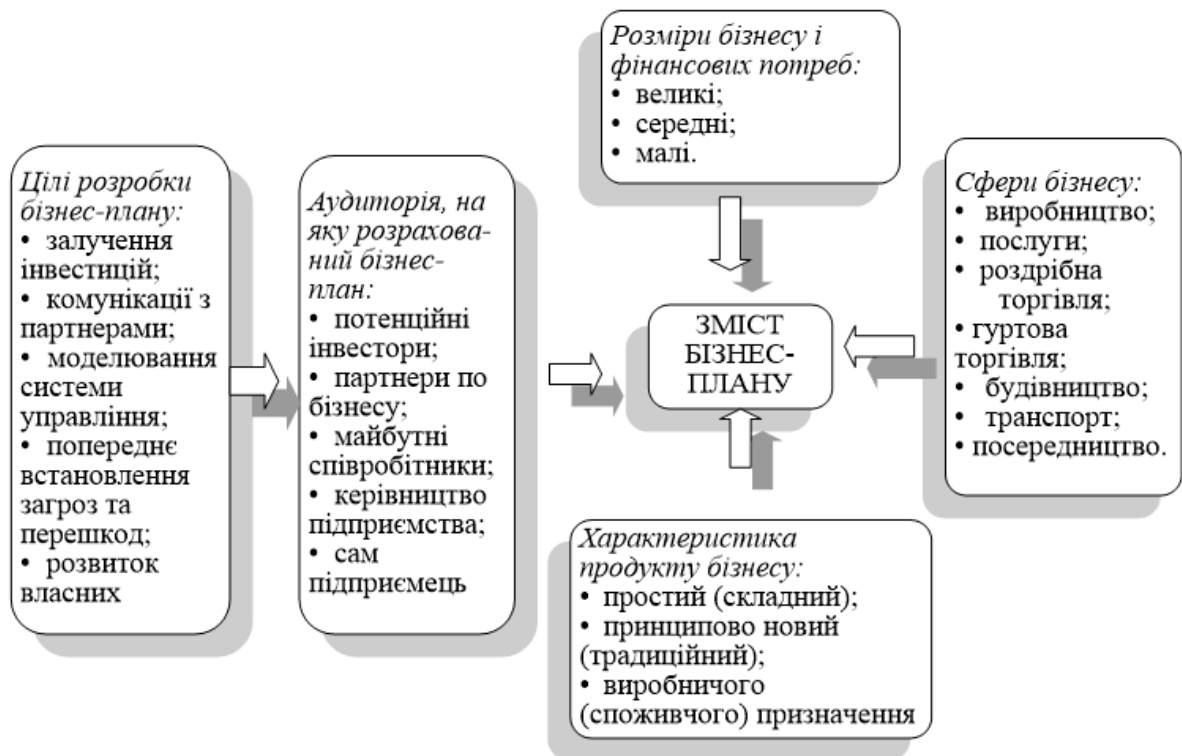 Цілі розробки
бізнес-плану:
• залучення
інвестицій;
• комунікації з
партнерами;
• моделювання
системи
управління;
• попереднє
встановлення
загроз та
перешкод;
• розвиток
власних
Аудиторія, на
яку розрахова-
ний бізнес-
план:
• потенційні
інвестори;
• партнери по
бізнесу;
• майбутні
співробітники;
• керівництво
підприємства;
• сам
підприємець
Розміри бізнесу і
фінансових потреб:
• великі;
• середні;
• малі.
ЗМІСТ
БІЗНЕС-
ПЛАНУ
Сфери бізнесу:
• виробництво;
• послуги;
• роздрібна
торгівля;
• гуртова
торгівля;
• будівництво;
• транспорт;
• посередництво.
Характеристика
продукту бізнесу:
• простий (складний);
• принципово новий
(традиційний);
• виробничого
(споживчого) призначення